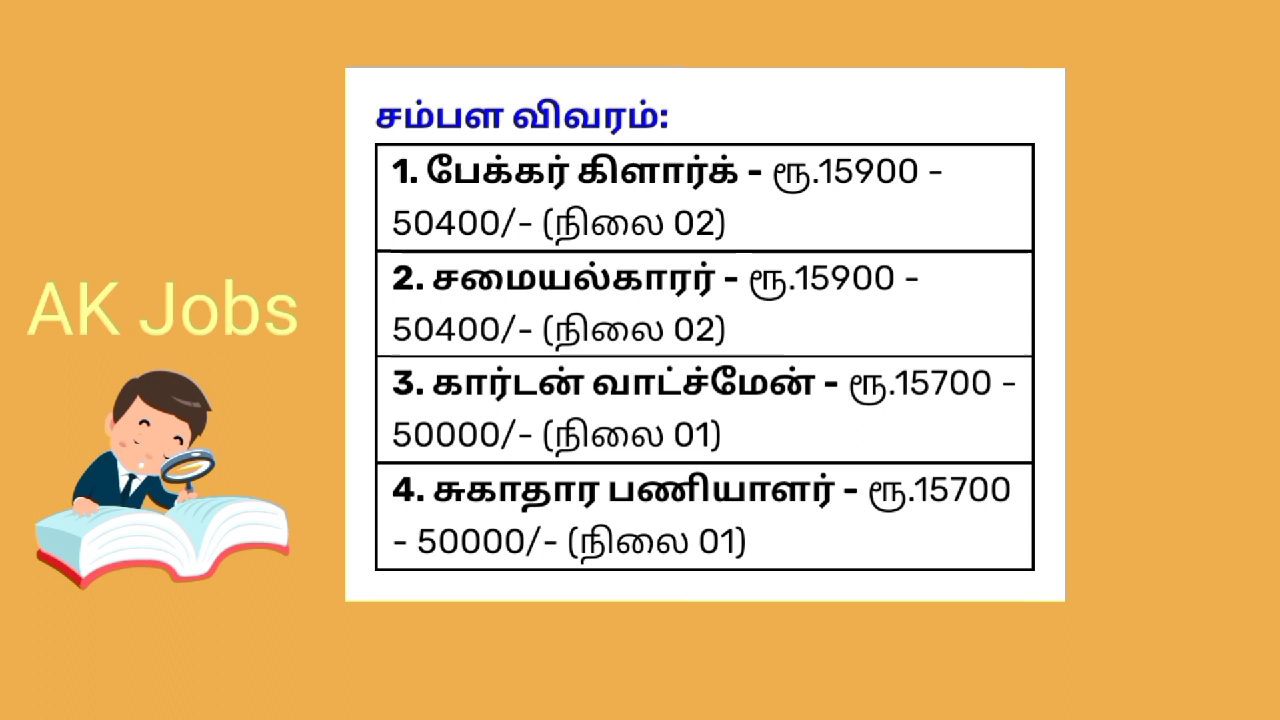 AK Jobs
சம்பள விவரம்:
1. பேக்கர் கிளார்க் - ரூ.15900 -
50400/- (நிலை 02)
2. சமையல்காரர் - ரூ.15900 -
50400/- (நிலை 02)
3. கார்டன் வாட்ச்மேன் - ரூ.15700 -
50000/- (நிலை 01)
4. சுகாதார பணியாளர் - ரூ.15700
- 50000/- (நிலை 01)